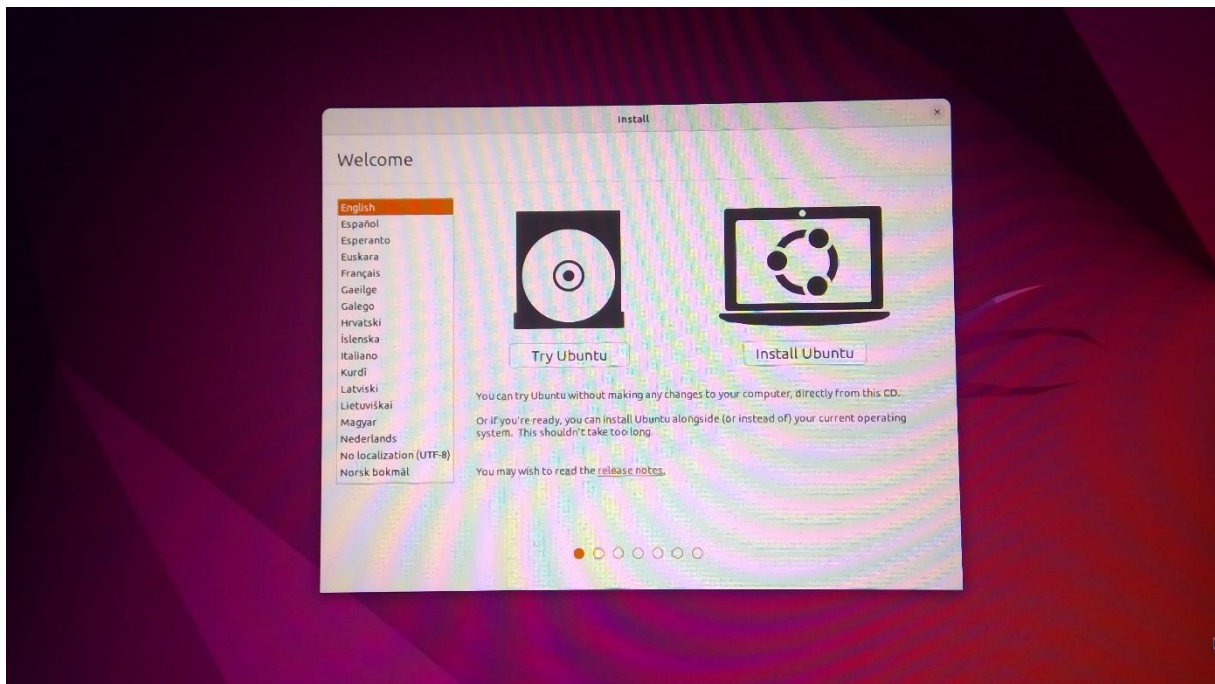 Install
Welcome
English
Español
Esperanto
Euskara
Français
Gaeilge
Galego
Hrvatski
Íslenska
Italiano
Kurdî
Latviski
Lietuviškai
Magyar
Nederlands
No localization (UTF-8)
Norsk bokmål
Try Ubuntu
Install Ubuntu
You can try Ubuntu without making any changes to your computer, directly from this CD.
Or if you're ready, you can install Ubuntu alongside (or instead of) your current operating
system. This shouldn't take too long.
You may wish to read the release notes.